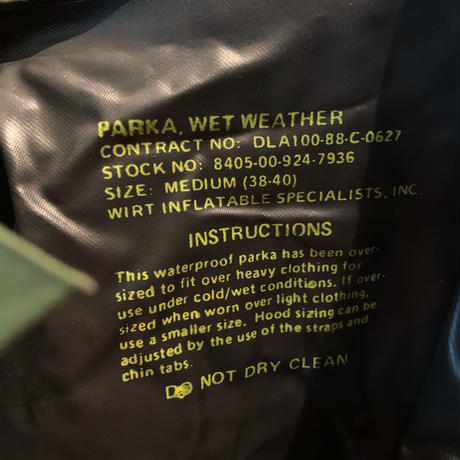 PARKA, WET WEATHER
CONTRACT NO: DLA100-88-C-0627
STOCK NO: 8405-00-924-7936
SIZE: MEDIUM (38-40)
WIRT INFLATABLE SPECIALISTS, INC.
INSTRUCTIONS
This waterproof parka has been over-
sized to fit over heavy clothing for
use under cold/wet conditions. If over-
sized when worn over light clothing,
use a smaller size. Hood sizing can be
adjusted by the use of the straps and
chin tabs.
DO NOT DRY CLEAN